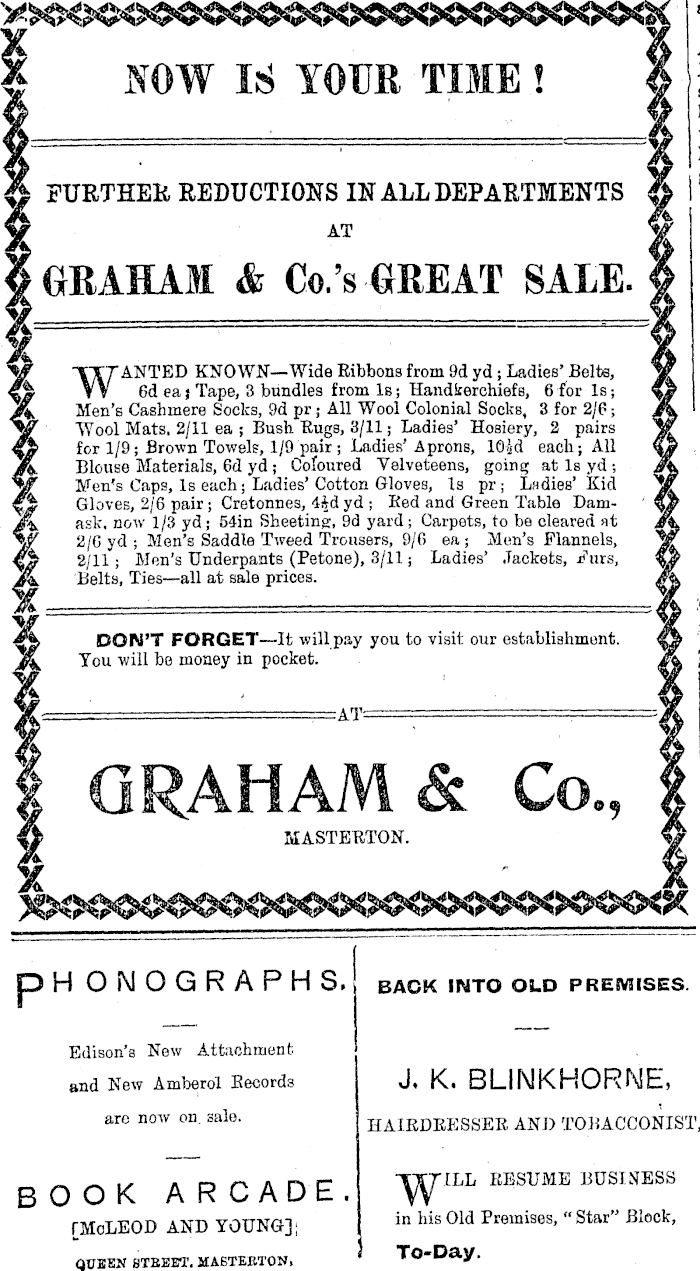 NOW IS YOUR TIME!
FURTHER REDUCTIONS IN ALL DEPARTMENTS
AT
GRAHAM & Co.'s GREAT SALE.
WANTED KNOWN—Wide Ribbons from 9d yd; Ladies' Belts,
6d ea; Tape, 3 bundles from 1s; Handkerchiefs, 6 for 1s;
Men's Cashmere Socks, 9d pr; All Wool Colonial Socks, 3 for 2/6;
Wool Mats, 2/11 ea; Bush Rugs, 3/11; Ladies' Hosiery, 2 pairs
for 1/9; Brown Towels, 1/9 pair; Ladies' Aprons, 10½d each; All
Blouse Materials, 6d yd; Coloured Velveteens, going at 1s yd;
Men's Caps, 1s each; Ladies' Cotton Gloves, 1s pr; Ladies' Kid
Gloves, 2/6 pair; Cretonnes, 4½d yd; Red and Green Table Dam-
ask, now 1/3 yd; 54in Sheeting, 9d yard; Carpets, to be cleared at
2/6 yd; Men's Saddle Tweed Trousers, 9/6 ea; Men's Flannels,
2/11; Men's Underpants (Petone), 3/11; Ladies' Jackets, Furs,
Belts, Ties—all at sale prices.
DON'T FORGET—It will pay you to visit our establishment.
You will be money in pocket.
AT
GRAHAM & Co.,
MASTERTON.
PHONOGRAPHS.
Edison's New Attachment
and New Amberol Records
are now on sale.
BOOK ARCADE.
[McLEOD AND YOUNG];
QUEEN STREET, MASTERTON,
BACK INTO OLD PREMISES.
J. K. BLINKHORNE,
HAIRDRESSER AND TOBACCONIST,
WILL RESUME BUSINESS
in his Old Premises, "Star" Block,
To-Day.